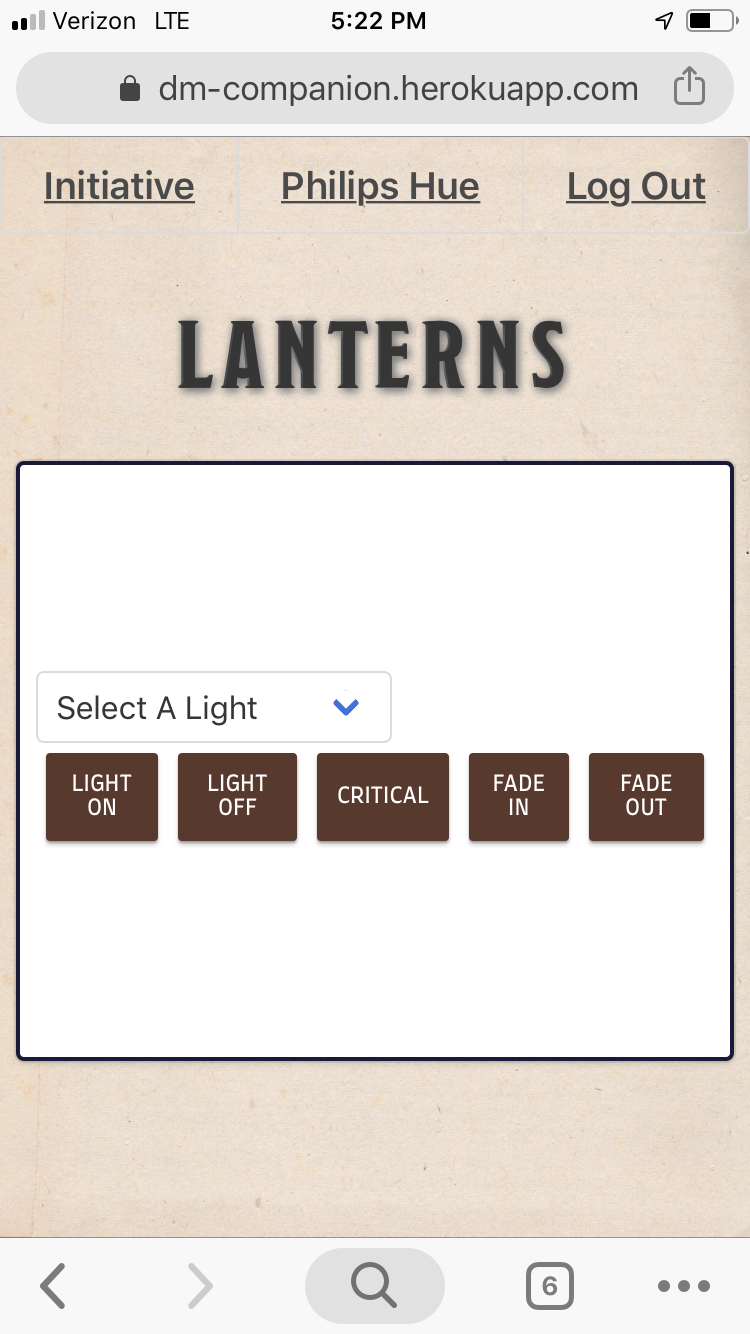 Verizon LTE 5:22 PM
dm-companion.herokuapp.com
Initiative Philips Hue Log Out
LANTERNS
Select A Light
LIGHT ON
LIGHT OFF
CRITICAL
FADE IN
FADE OUT
6